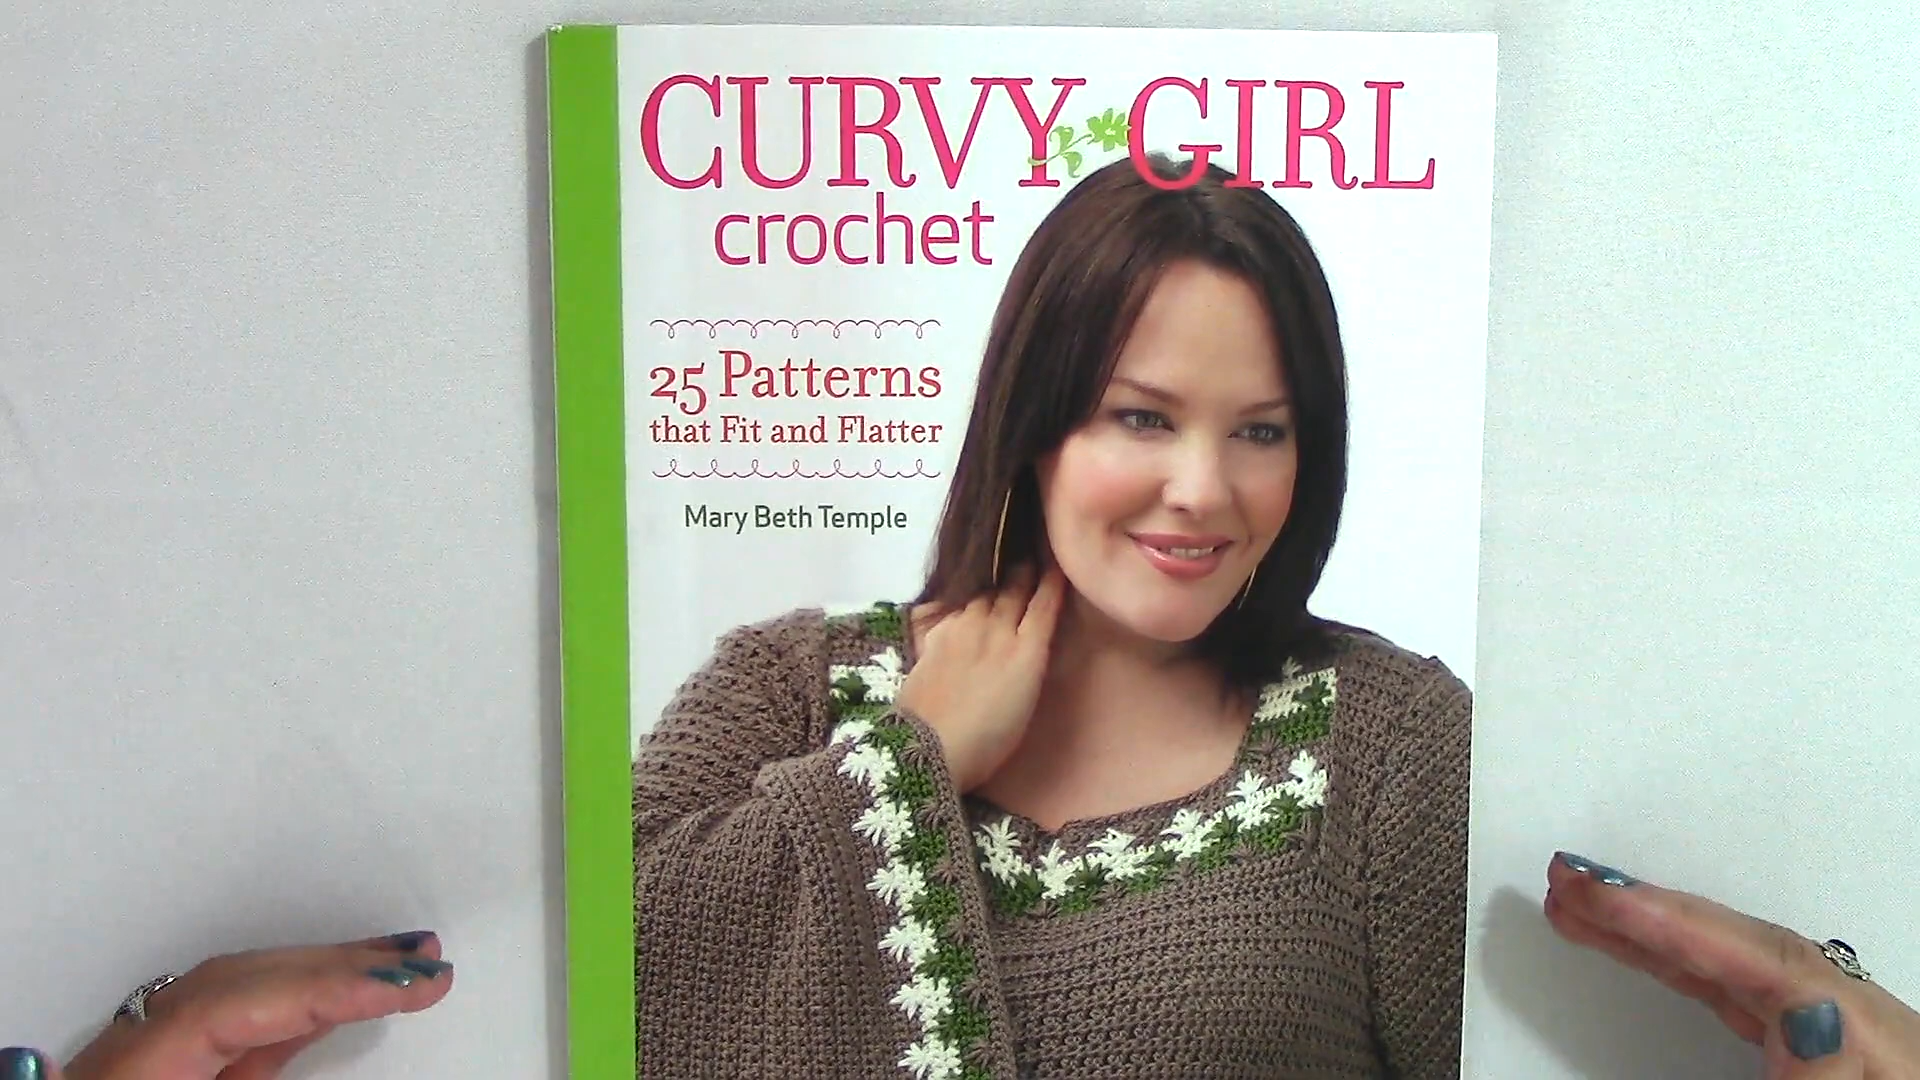 CURVY GIRL
crochet
25 Patterns
that Fit and Flatter
Mary Beth Temple